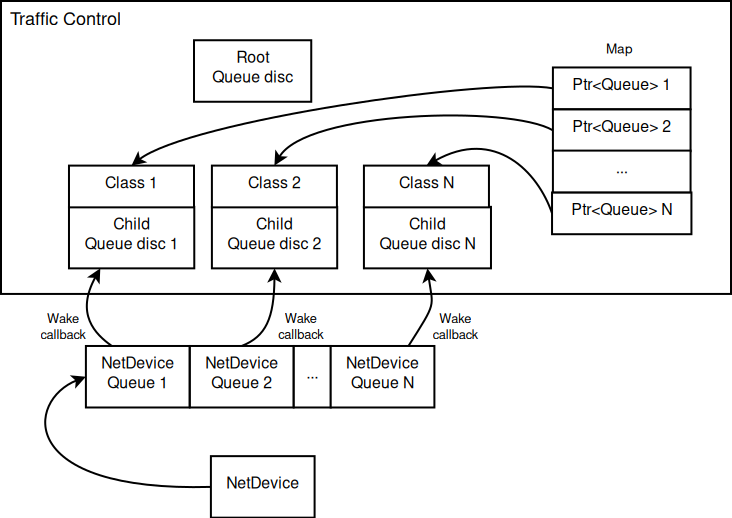 Traffic Control
Root
Queue disc
Map
Ptr<Queue> 1
Ptr<Queue> 2
...
Ptr<Queue> N
Class 1
Class 2
Class N
Child
Queue disc 1
Child
Queue disc 2
Child
Queue disc N
Wake
callback
Wake
callback
Wake
callback
NetDevice
Queue 1
NetDevice
Queue 2
...
NetDevice
Queue N
NetDevice